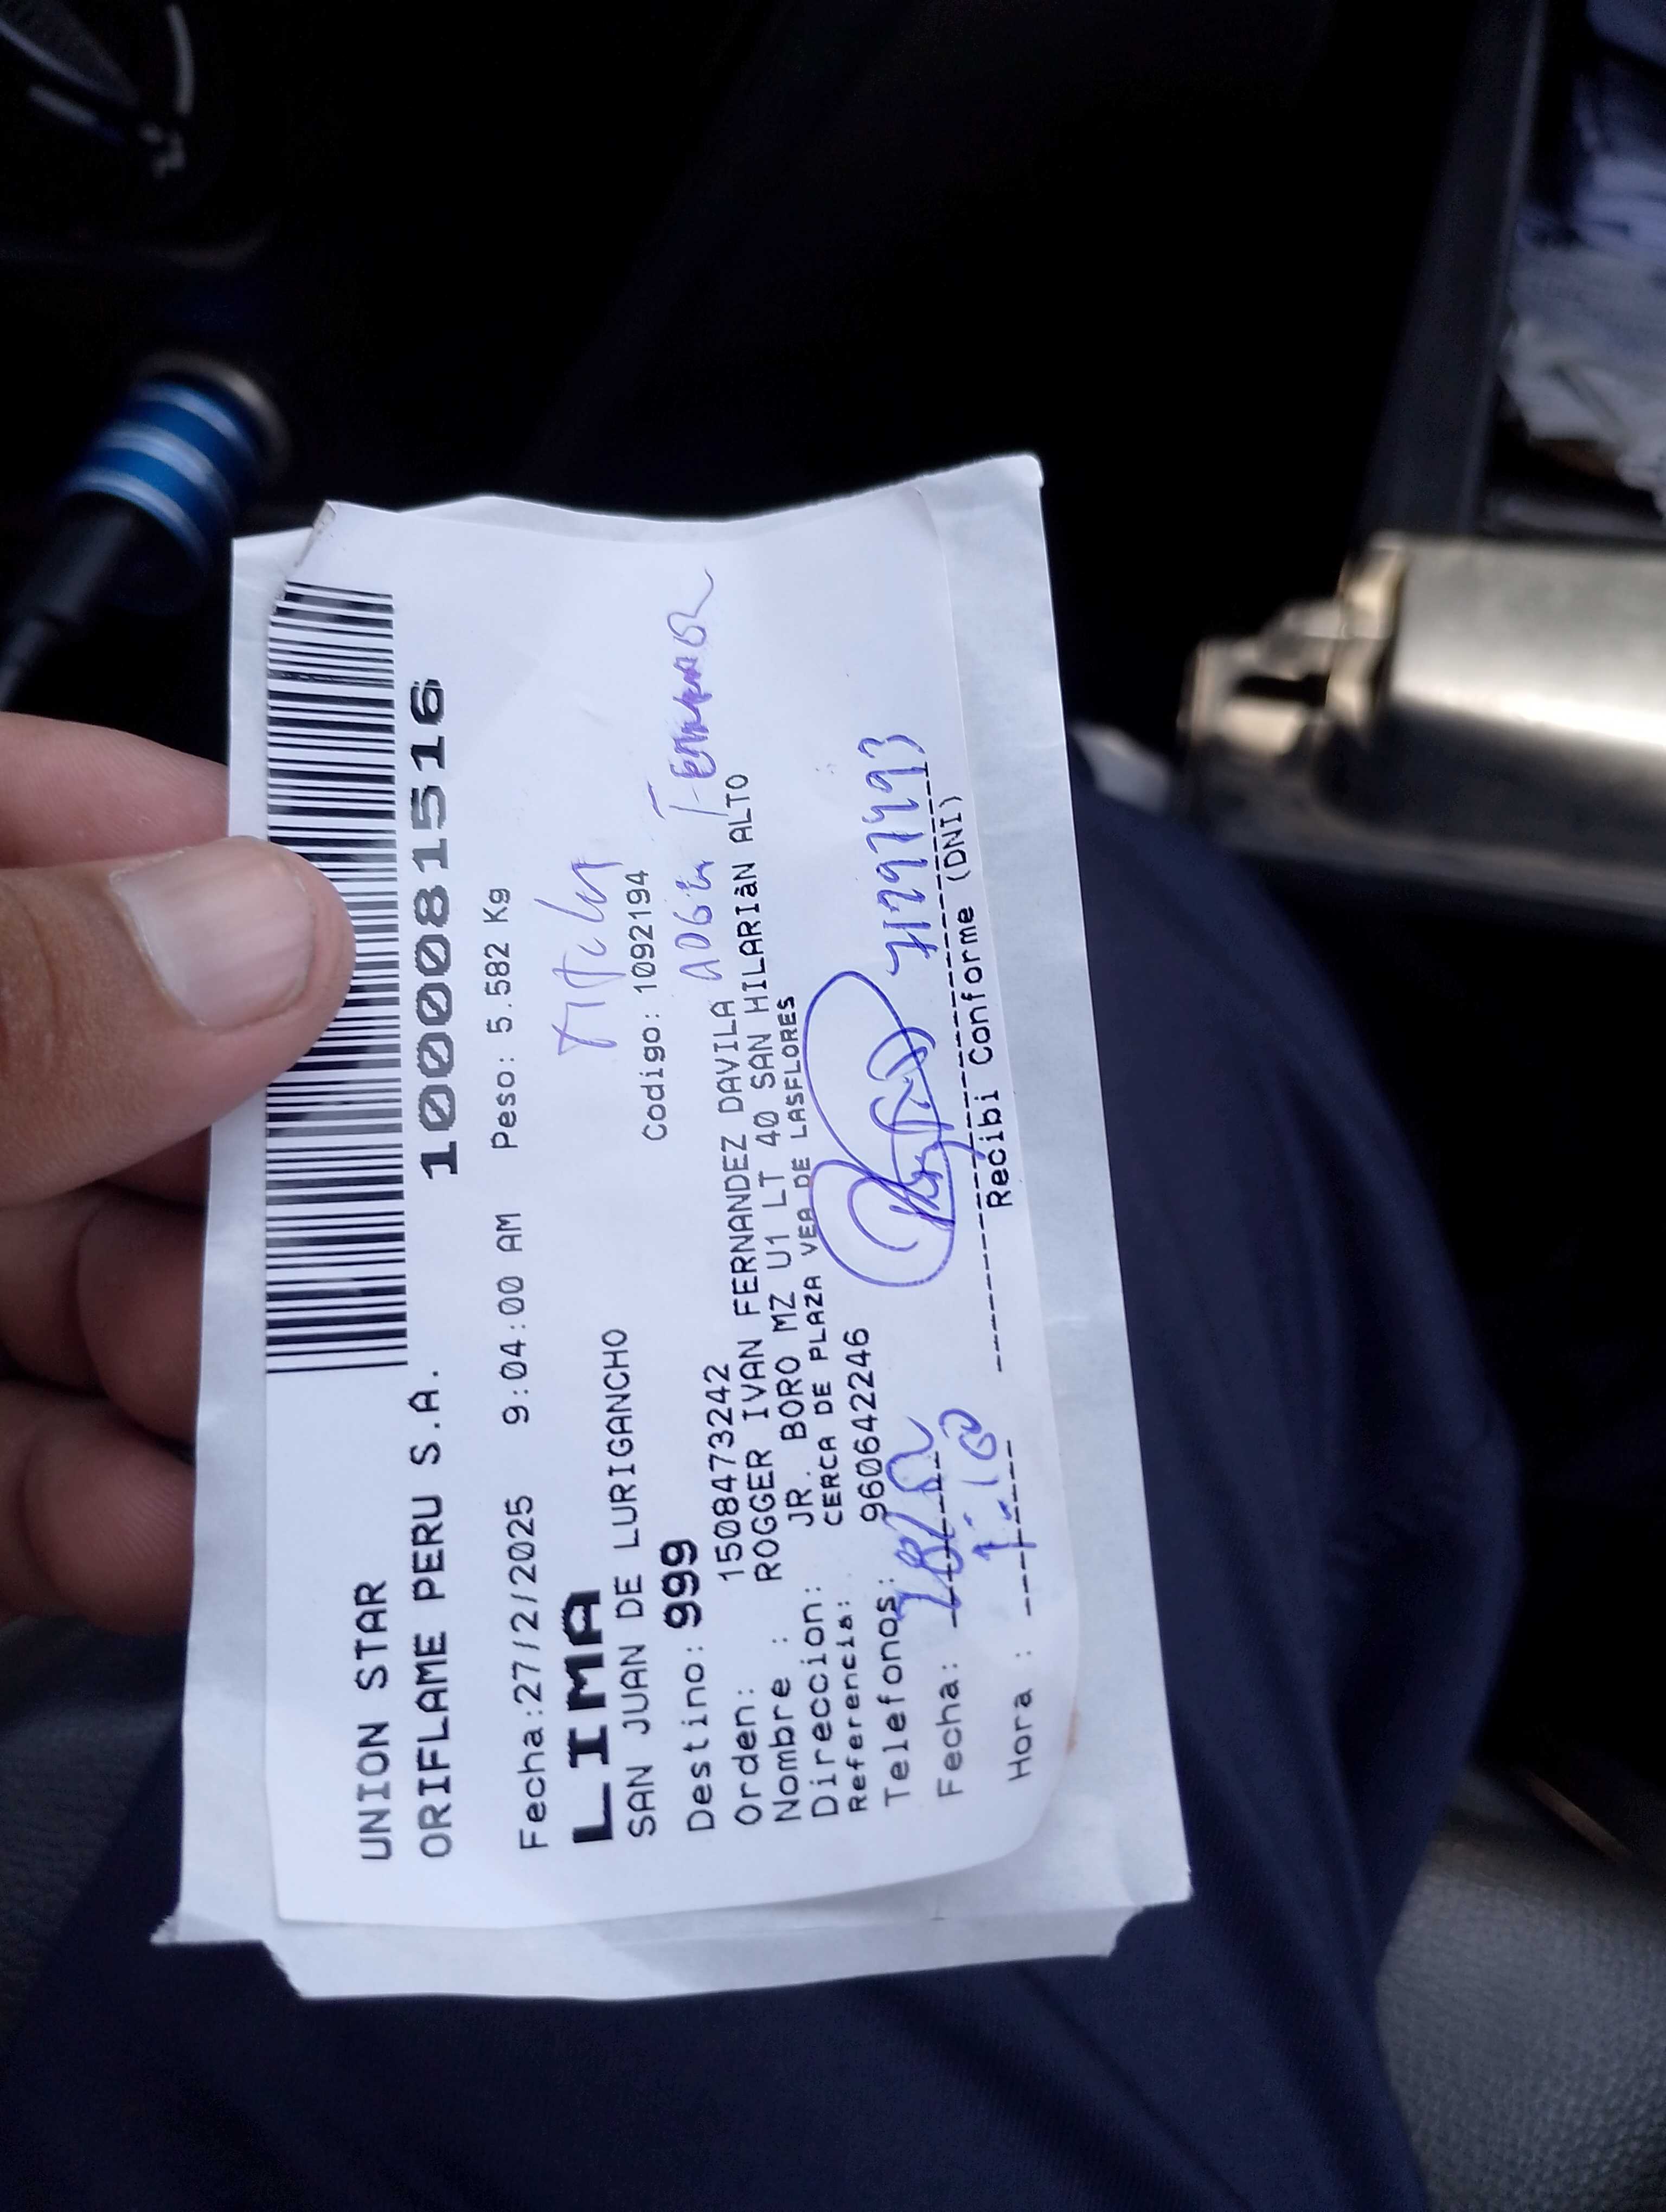 UNION STAR
ORIFLAME PERU S.A. 1000081516
Fecha:27/2/2025 9:04:00 AM Peso: 5.582 Kg
LIMA
SAN JUAN DE LURIGANCHO Codigo: 1092194
Destino: 999
Orden: 1508473242
Nombre : ROGGER IVAN FERNANDEZ DAVILA
Direccion: JR. BORO MZ U1 LT 40 SAN HILARIàN ALTO
Referencia: CERCA DE PLAZA VEA DE LASFLORES
Telefonos: 960642246
Fecha:
Hora :
Recibi Conforme (DNI)